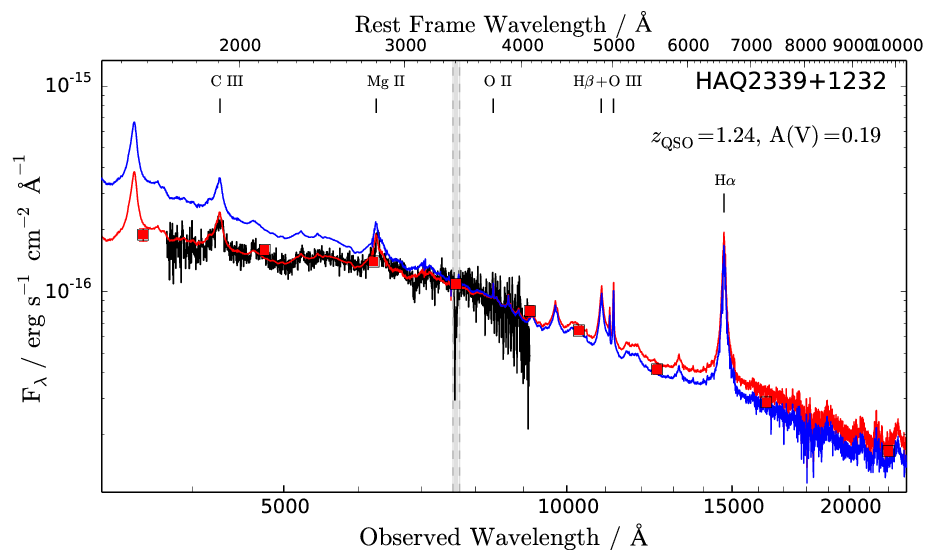 Rest Frame Wavelength / Å
2000 3000 4000 5000 6000 7000 8000 9000 10000
10⁻¹⁵
C III Mg II O II Hβ+O III
HAQ2339+1232
z_QSO=1.24, A(V)=0.19
Hα
10⁻¹⁶
F_λ / erg s⁻¹ cm⁻² Å⁻¹
5000 10000 15000 20000
Observed Wavelength / Å